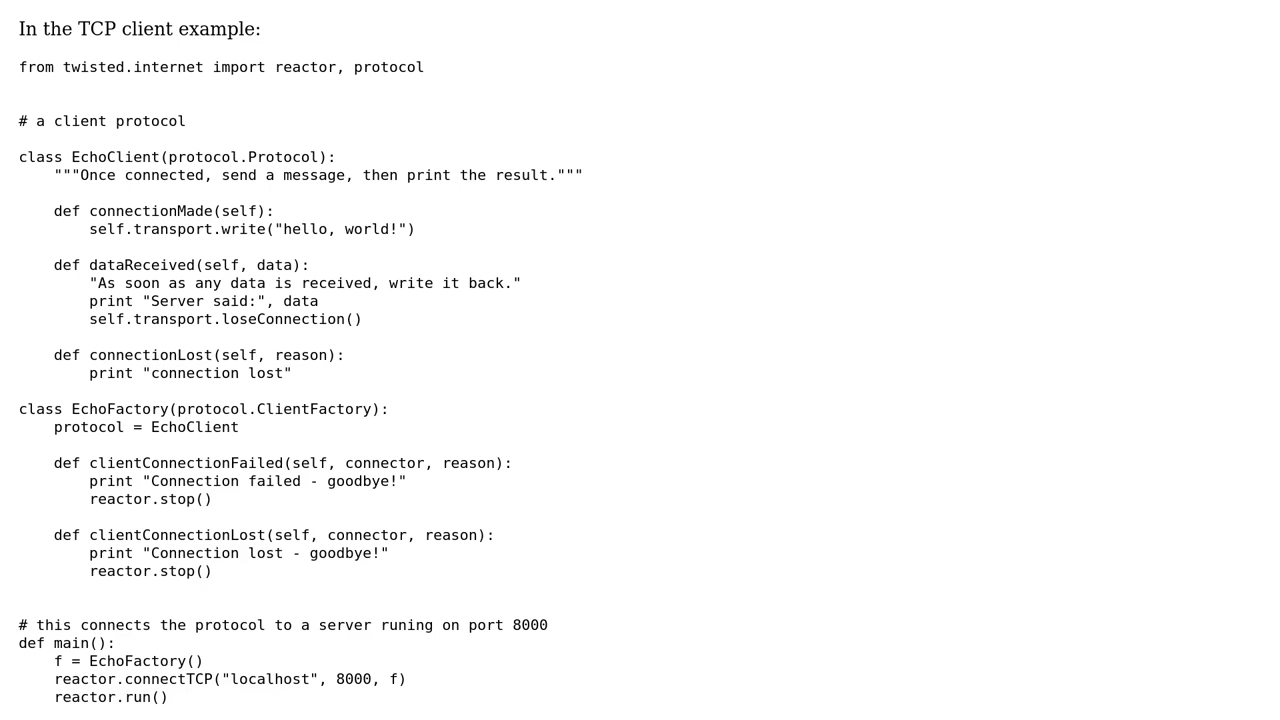 In the TCP client example:
from twisted.internet import reactor, protocol
# a client protocol
class EchoClient(protocol.Protocol):
    """Once connected, send a message, then print the result."""
    def connectionMade(self):
        self.transport.write("hello, world!")
    def dataReceived(self, data):
        "As soon as any data is received, write it back."
        print "Server said:", data
        self.transport.loseConnection()
    def connectionLost(self, reason):
        print "connection lost"
class EchoFactory(protocol.ClientFactory):
    protocol = EchoClient
    def clientConnectionFailed(self, connector, reason):
        print "Connection failed - goodbye!"
        reactor.stop()
    def clientConnectionLost(self, connector, reason):
        print "Connection lost - goodbye!"
        reactor.stop()
# this connects the protocol to a server runing on port 8000
def main():
    f = EchoFactory()
    reactor.connectTCP("localhost", 8000, f)
    reactor.run()